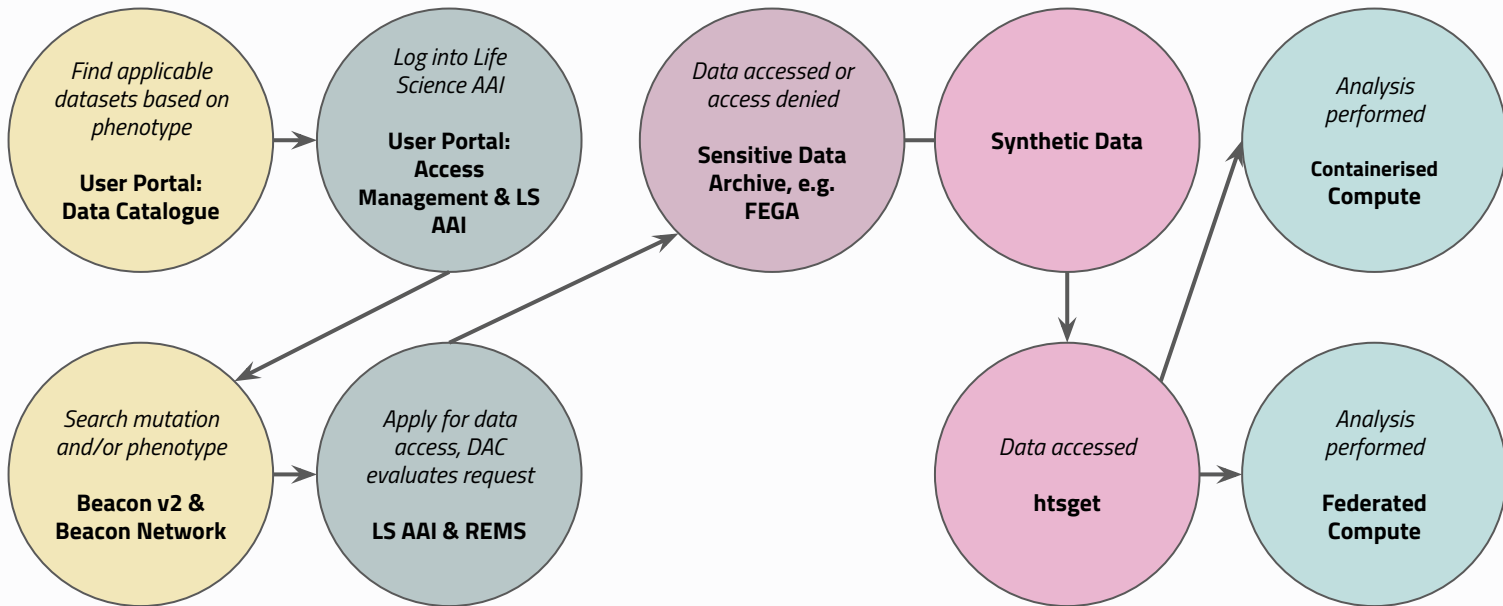 Find applicable
datasets based on
phenotype
User Portal:
Data Catalogue
Log into Life
Science AAI
User Portal:
Access
Management & LS
AAI
Data accessed or
access denied
Sensitive Data
Archive, e.g.
FEGA
Synthetic Data
Analysis
performed
Containerised
Compute
Search mutation
and/or phenotype
Beacon v2 &
Beacon Network
Apply for data
access, DAC
evaluates request
LS AAI & REMS
Data accessed
htsget
Analysis
performed
Federated
Compute